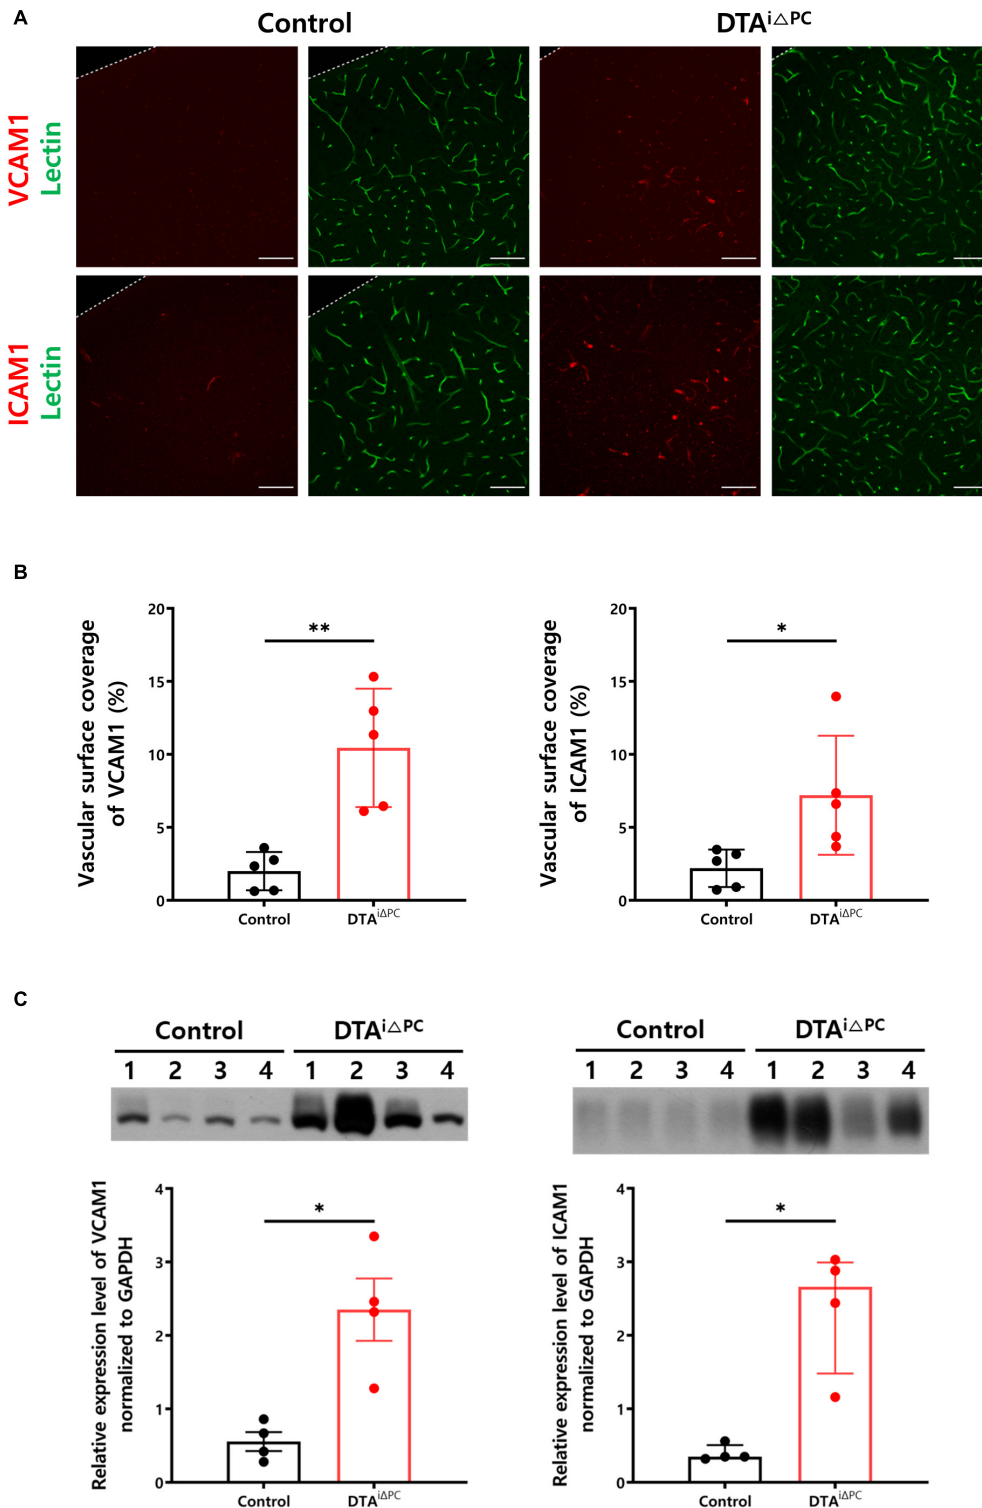 A
Control
DTAi△PC
VCAM1
Lectin
ICAM1
Lectin
B
Vascular surface coverage
of VCAM1 (%)
20
15
10
5
0
**
Control
DTAiΔPC
Vascular surface coverage
of ICAM1 (%)
20
15
10
5
0
*
Control
DTAiΔPC
C
Control
DTAi△PC
1 2 3 4 1 2 3 4
Relative expression level of VCAM1
normalized to GAPDH
4
3
2
1
0
*
Control
DTAiΔPC
Control
DTAi△PC
1 2 3 4 1 2 3 4
Relative expression level of ICAM1
normalized to GAPDH
4
3
2
1
0
*
Control
DTAiΔPC